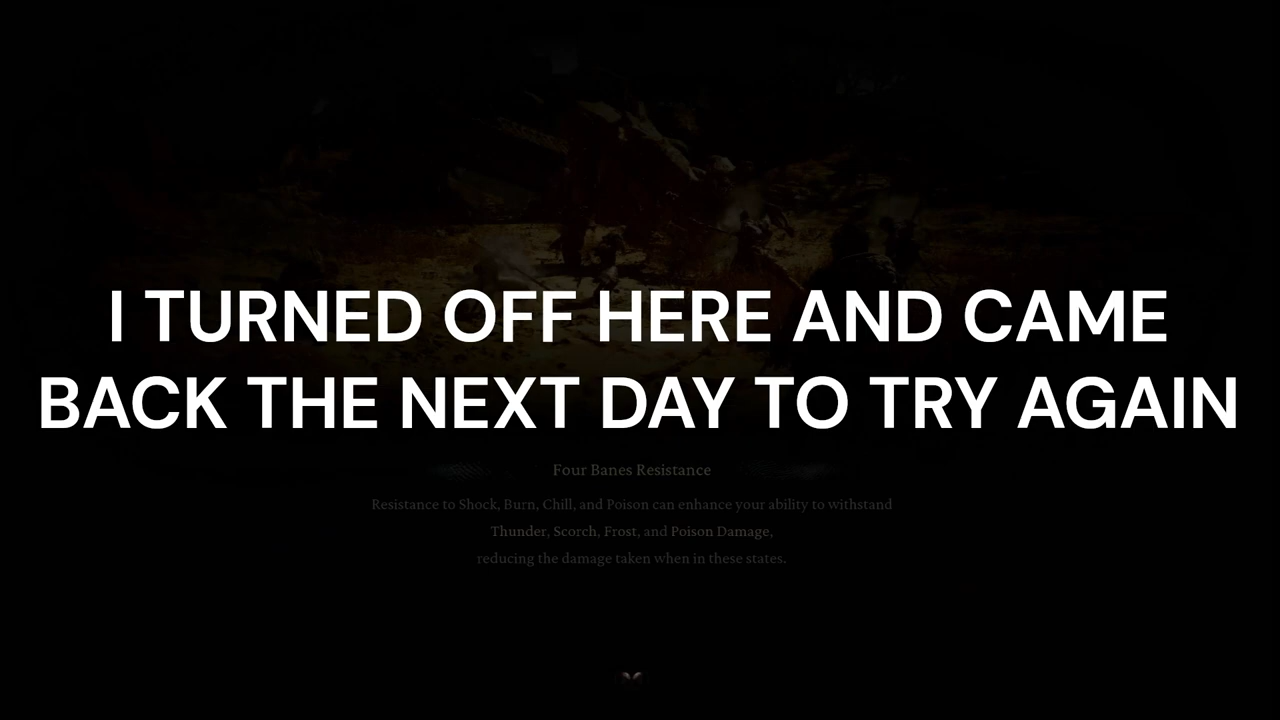 I TURNED OFF HERE AND CAME
BACK THE NEXT DAY TO TRY AGAIN
Four Banes Resistance
Resistance to Shock, Burn, Chill, and Poison can enhance your ability to withstand
Thunder, Scorch, Frost, and Poison Damage,
reducing the damage taken when in these states.